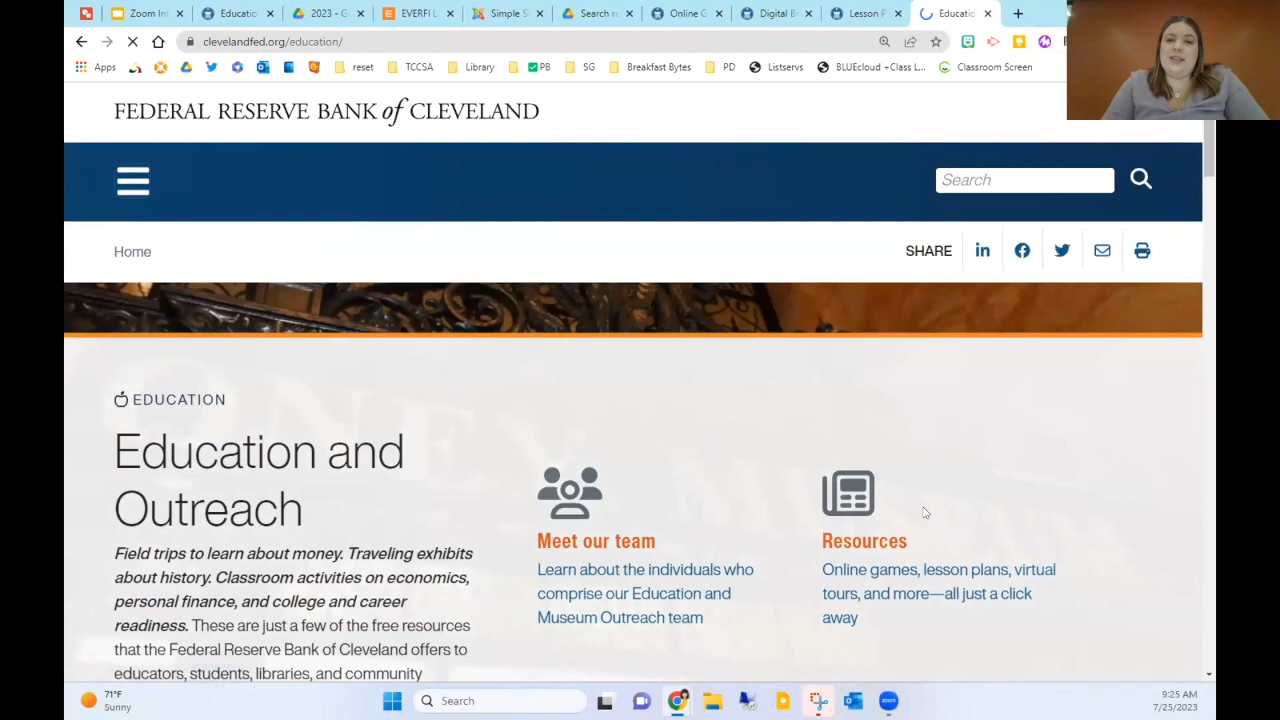 Zoom In
Education
2023 - G
EVERFI L
Simple S
Search re
Online G
Digital B
Lesson P
Educatio
clevelandfed.org/education/
Apps
reset
TCCSA
Library
PB
SG
Breakfast Bytes
PD
Listservs
BLUEcloud +Class L...
Classroom Screen
FEDERAL RESERVE BANK of CLEVELAND
Search
Home
SHARE
EDUCATION
Education and
Outreach
Field trips to learn about money. Traveling exhibits
about history. Classroom activities on economics,
personal finance, and college and career
readiness. These are just a few of the free resources
that the Federal Reserve Bank of Cleveland offers to
educators, students, libraries, and community
Meet our team
Learn about the individuals who
comprise our Education and
Museum Outreach team
Resources
Online games, lesson plans, virtual
tours, and more—all just a click
away
71°F
Sunny
Search
9:25 AM
7/25/2023